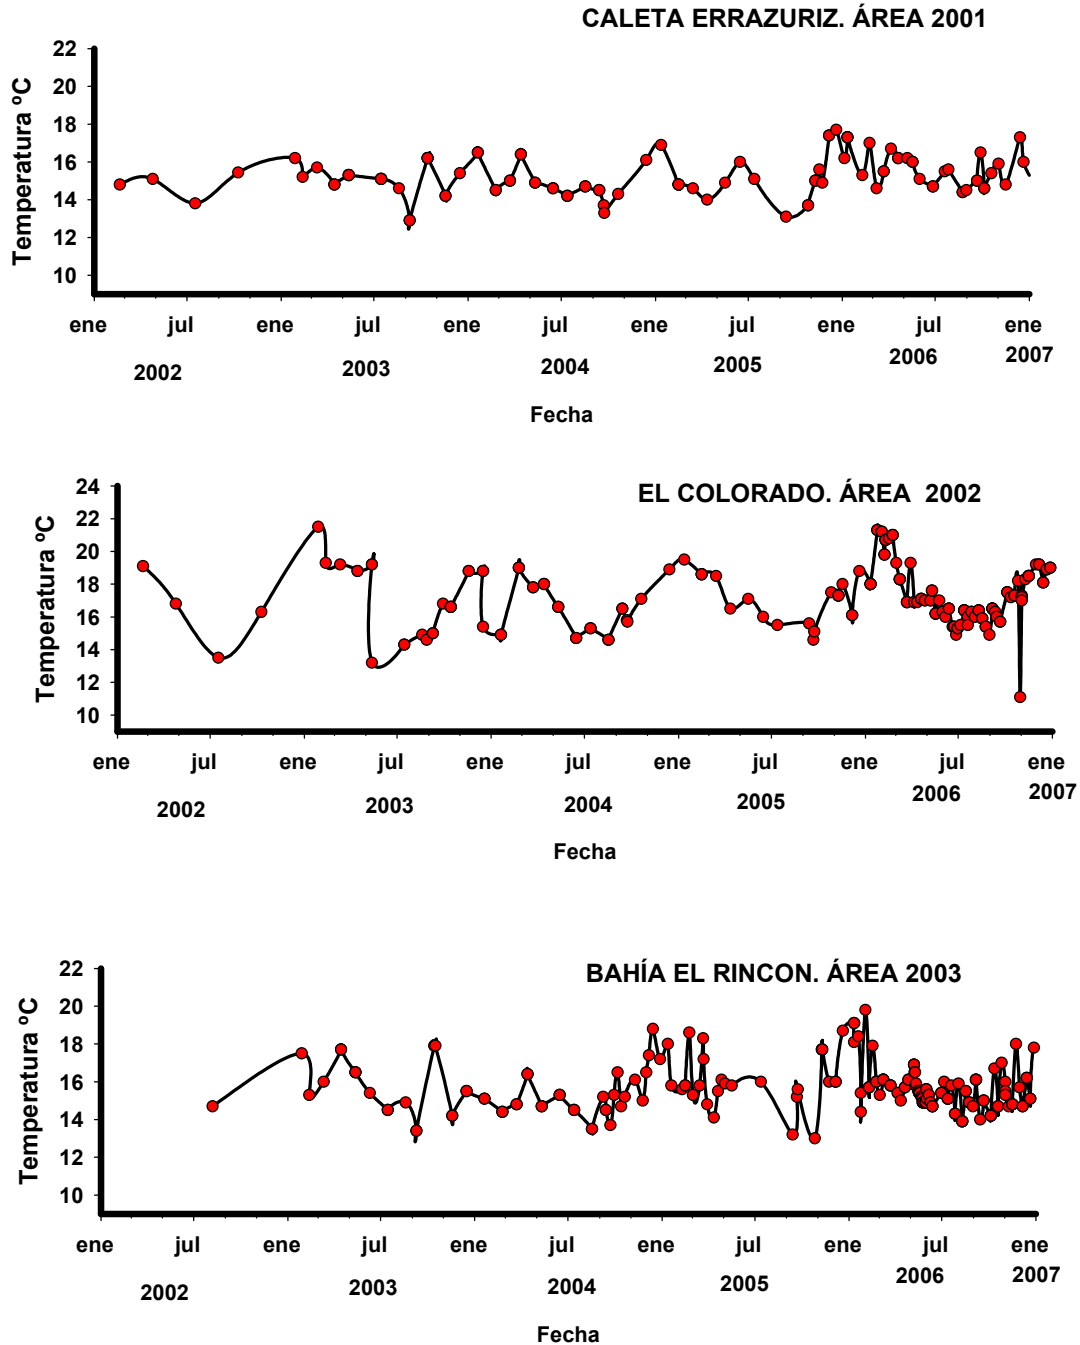 CALETA ERRAZURIZ. ÁREA 2001
Temperatura ºC
22
20
18
16
14
12
10
ene jul ene jul ene jul ene jul ene jul ene
2002 2003 2004 2005 2006 2007
Fecha
EL COLORADO. ÁREA 2002
Temperatura ºC
24
22
20
18
16
14
12
10
ene jul ene jul ene jul ene jul ene jul ene
2002 2003 2004 2005 2006 2007
Fecha
BAHÍA EL RINCON. ÁREA 2003
Temperatura ºC
22
20
18
16
14
12
10
ene jul ene jul ene jul ene jul ene jul ene
2002 2003 2004 2005 2006 2007
Fecha